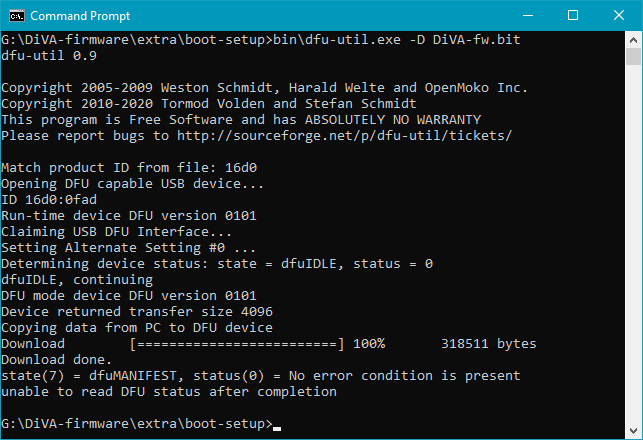 Command Prompt
G:\DiVA-firmware\extra\boot-setup>bin\dfu-util.exe -D DiVA-fw.bit
dfu-util 0.9
Copyright 2005-2009 Weston Schmidt, Harald Welte and OpenMoko Inc.
Copyright 2010-2020 Tormod Volden and Stefan Schmidt
This program is Free Software and has ABSOLUTELY NO WARRANTY
Please report bugs to http://sourceforge.net/p/dfu-util/tickets/
Match product ID from file: 16d0
Opening DFU capable USB device...
ID 16d0:0fad
Run-time device DFU version 0101
Claiming USB DFU Interface...
Setting Alternate Setting #0 ...
Determining device status: state = dfuIDLE, status = 0
dfuIDLE, continuing
DFU mode device DFU version 0101
Device returned transfer size 4096
Copying data from PC to DFU device
Download        [=========================] 100%       318511 bytes
Download done.
state(7) = dfuMANIFEST, status(0) = No error condition is present
unable to read DFU status after completion
G:\DiVA-firmware\extra\boot-setup>